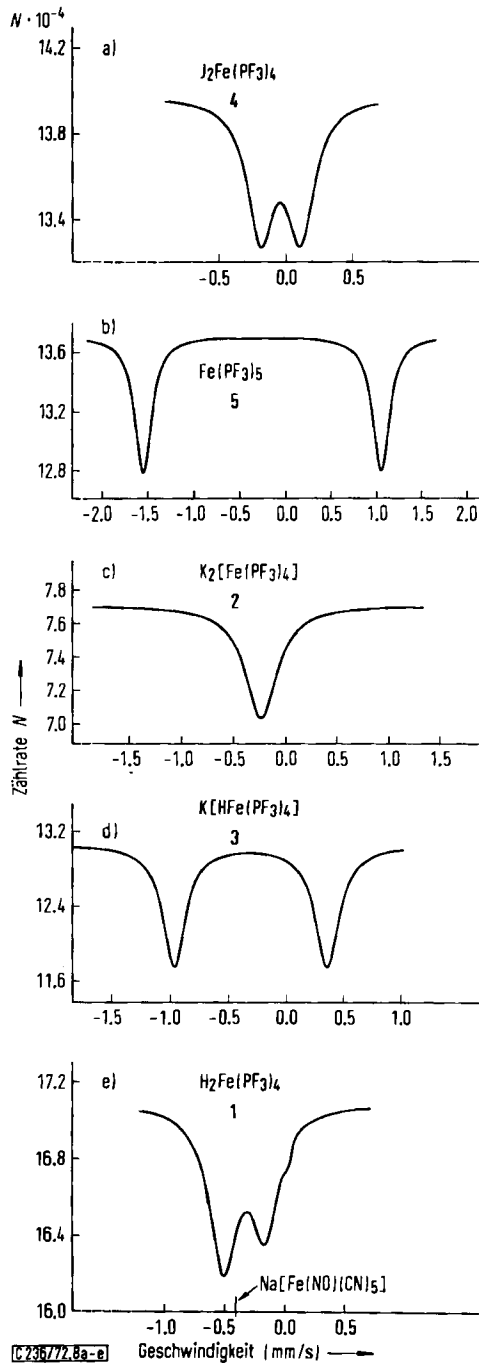 N · 10⁻⁴
a)
J₂Fe(PF₃)₄
4
14.2
13.8
13.4
-0.5 0.0 0.5
b)
Fe(PF₃)₅
5
13.6
13.2
12.8
-2.0 -1.5 -1.0 -0.5 0.0 0.5 1.0 1.5 2.0
c)
K₂[Fe(PF₃)₄]
2
7.8
7.6
7.4
7.2
7.0
-1.5 -1.0 -0.5 0.0 0.5 1.0 1.5
Zählrate N →
d)
K[HFe(PF₃)₄]
3
13.2
12.4
11.6
-1.5 -1.0 -0.5 0.0 0.5 1.0
e)
H₂Fe(PF₃)₄
1
17.2
16.8
16.4
16.0
Na[Fe(NO)(CN)₅]
-1.0 -0.5 0.0 0.5
C 236/72.8a-e
Geschwindigkeit (mm/s) →